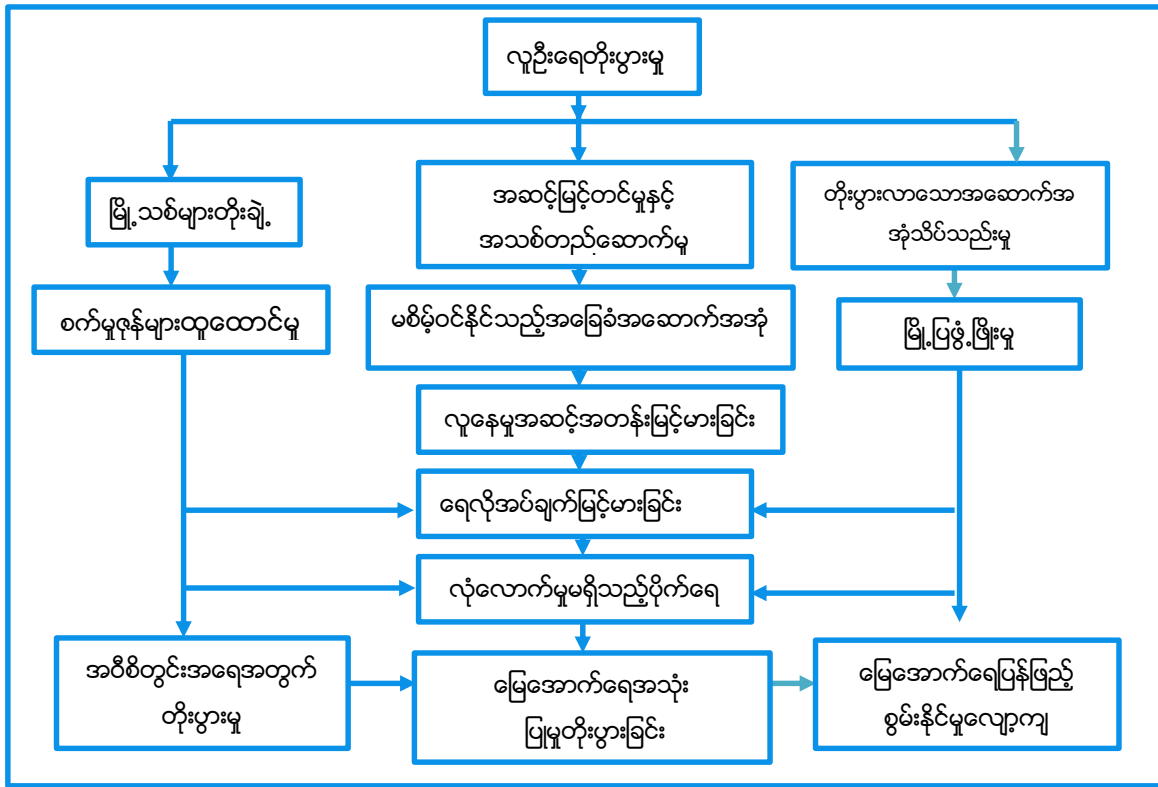 လူဦးရေတိုးပွားမှု
မြို့သစ်များတိုးချဲ့
အဆင့်မြင့်တင်မှုနှင့်
အသစ်တည်ဆောက်မှု
တိုးပွားလာသောအဆောက်အ
အုံသိပ်သည်းမှု
စက်မှုဇုန်များထူထောင်မှု
မစိမ့်ဝင်နိုင်သည့်အခြေခံအဆောက်အအုံ
မြို့ပြဖွံ့ဖြိုးမှု
လူနေမှုအဆင့်အတန်းမြင့်မားခြင်း
ရေလိုအပ်ချက်မြင့်မားခြင်း
လုံလောက်မှုမရှိသည့်ပိုက်ရေ
အဝီစိတွင်းအရေအတွက်
တိုးပွားမှု
မြေအောက်ရေအသုံး
ပြုမှုတိုးပွားခြင်း
မြေအောက်ရေပြန်ဖြည့်
စွမ်းနိုင်မှုလျော့ကျ